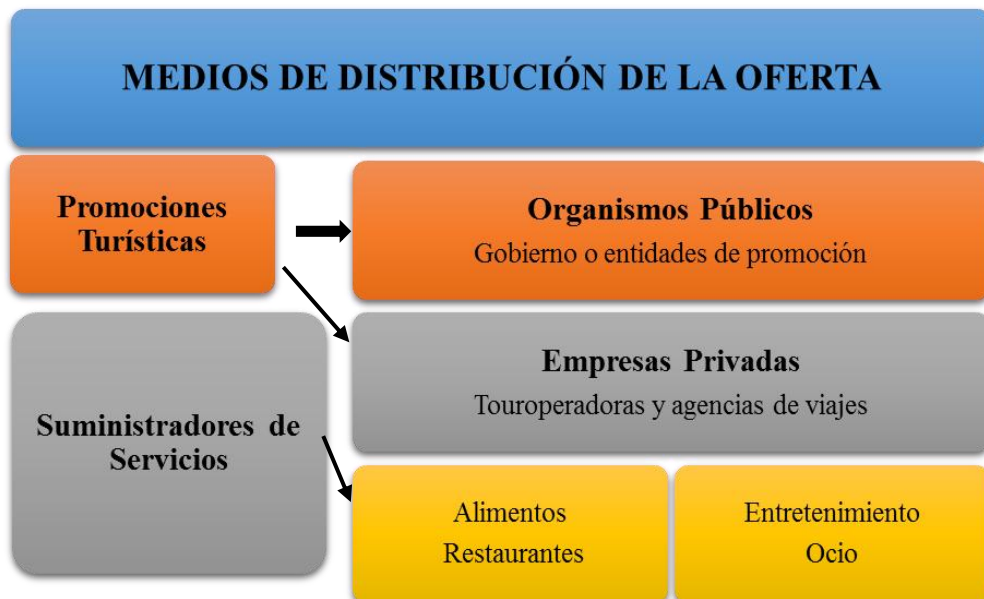 MEDIOS DE DISTRIBUCIÓN DE LA OFERTA
Promociones
Turísticas
Organismos Públicos
Gobierno o entidades de promoción
Suministradores de
Servicios
Empresas Privadas
Touroperadoras y agencias de viajes
Alimentos
Restaurantes
Entretenimiento
Ocio